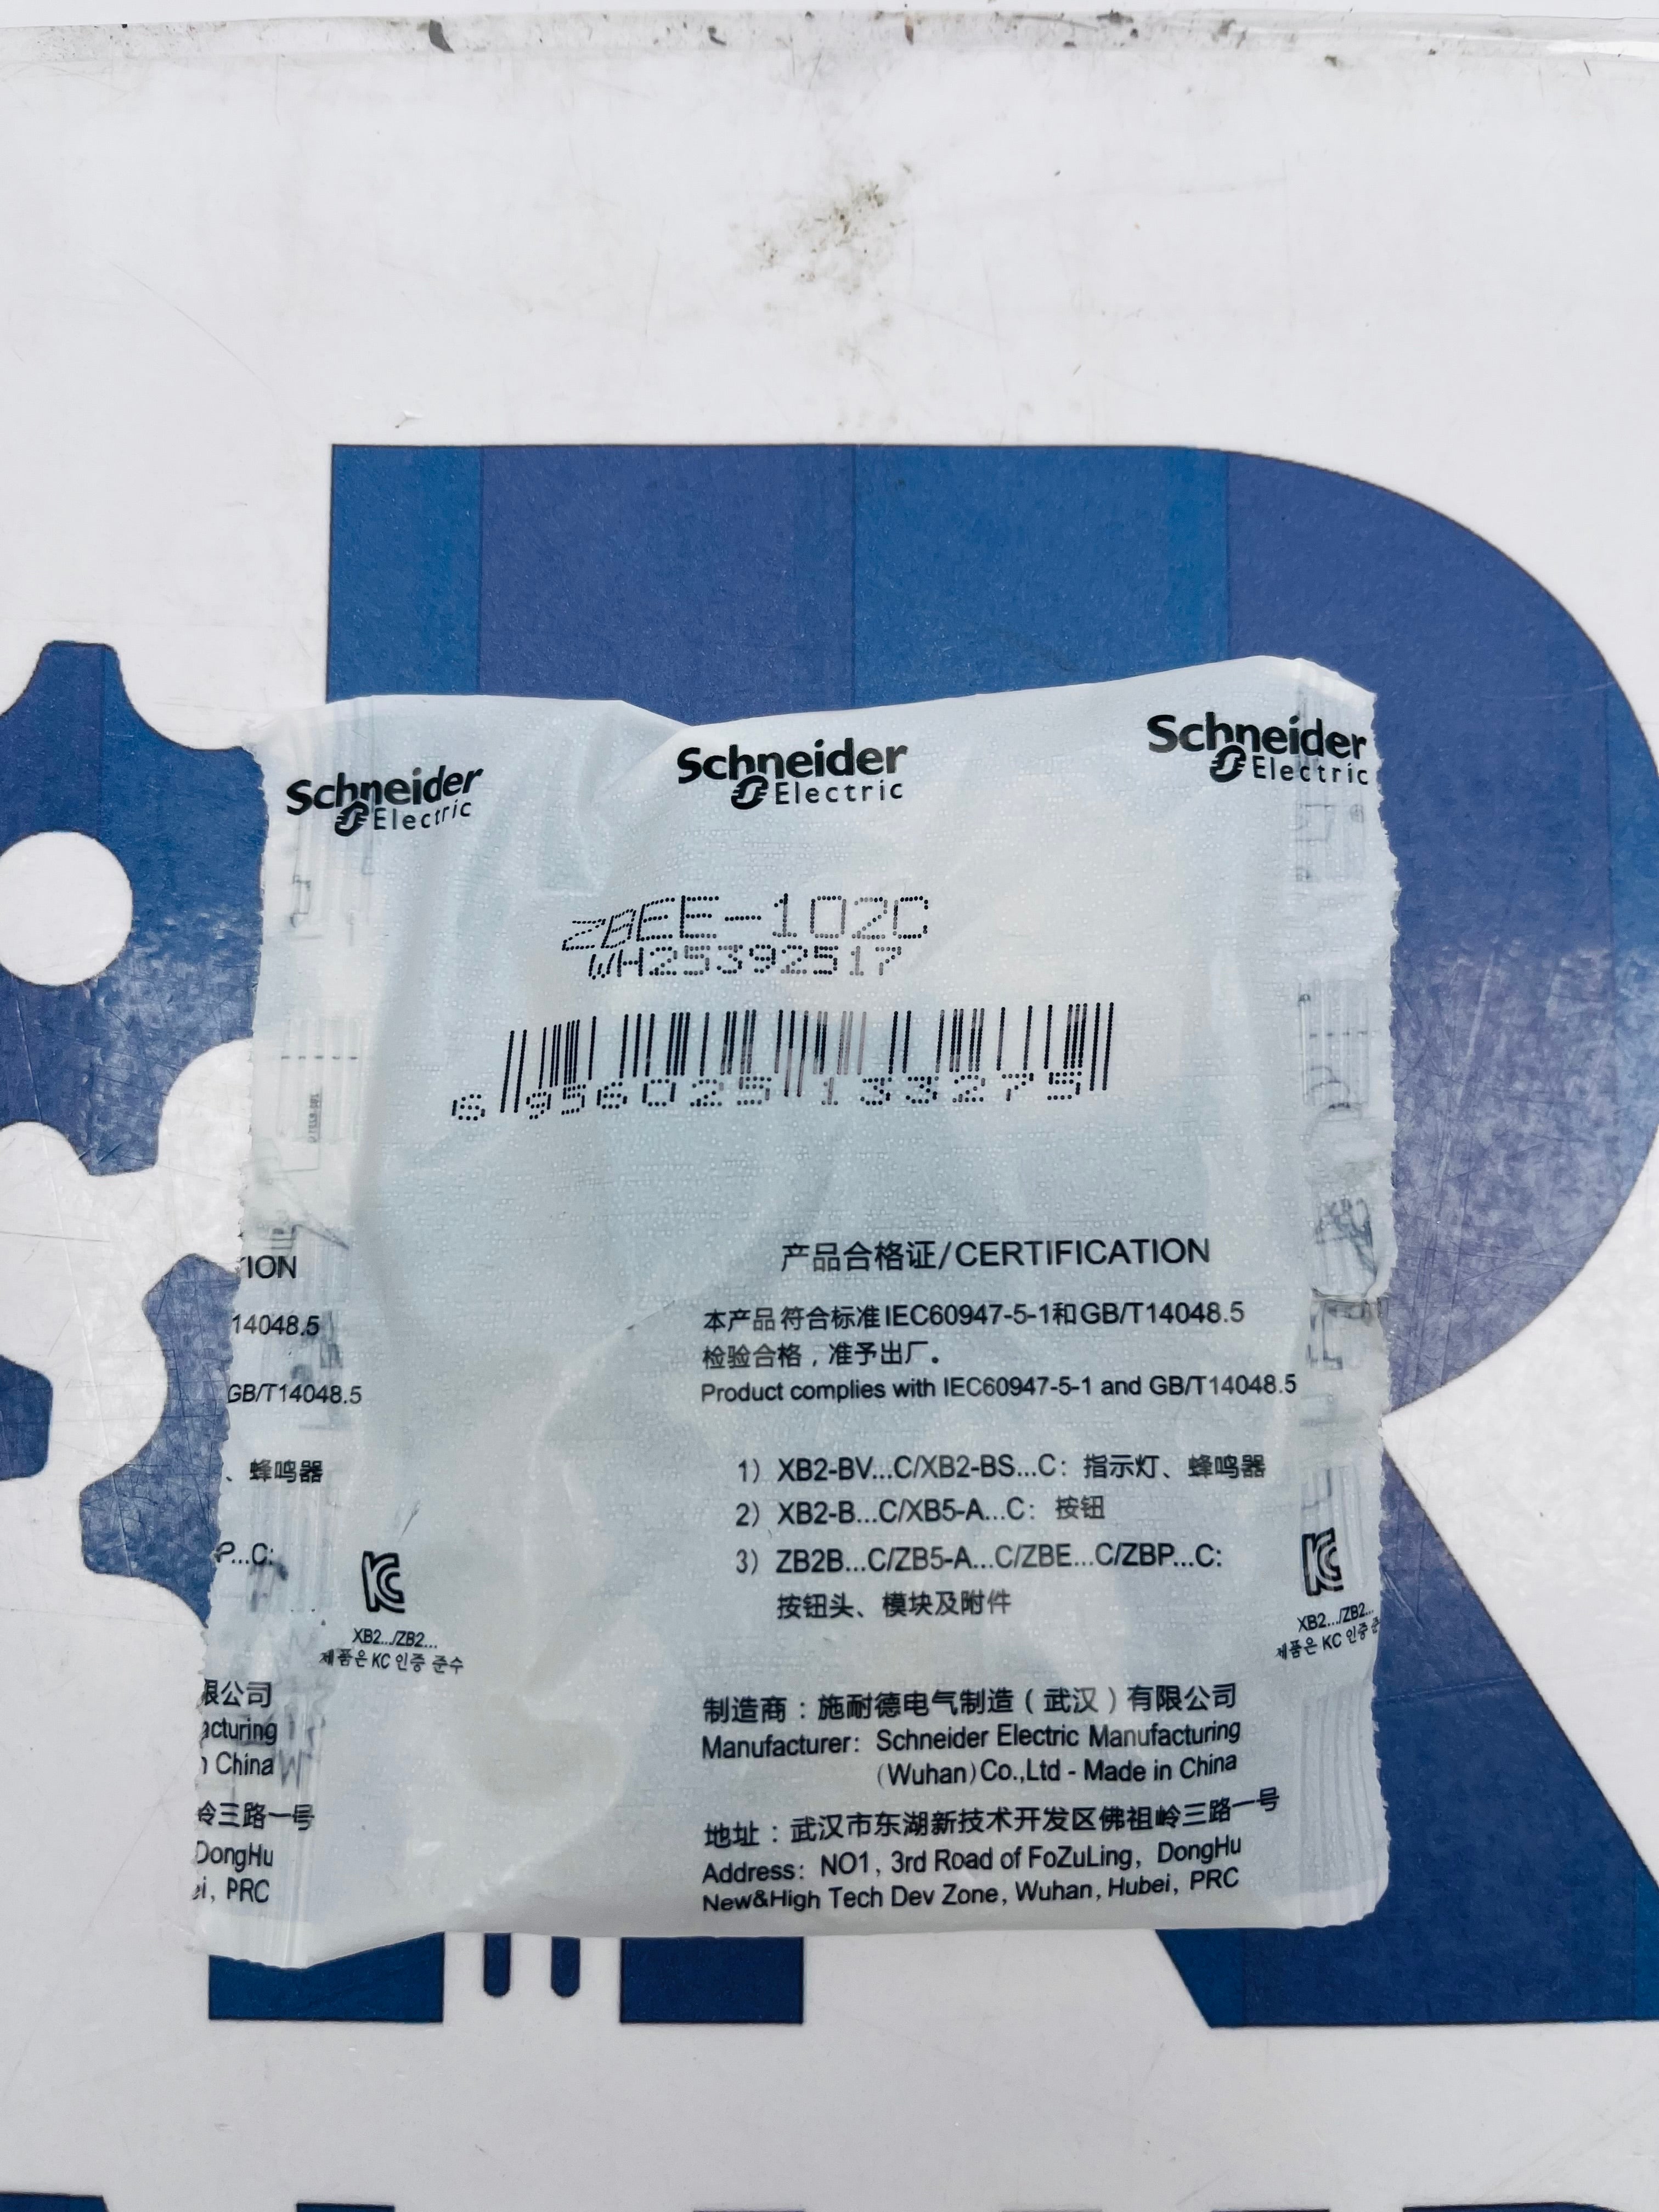 Schneider Electric
Schneider Electric
Schneider Electric
ZBEE-102C
WH25392517
6 956025 133275
产品合格证/CERTIFICATION
本产品符合标准IEC60947-5-1和GB/T14048.5
检验合格，准予出厂。
Product complies with IEC60947-5-1 and GB/T14048.5
1）XB2-BV...C/XB2-BS...C：指示灯、蜂鸣器
2）XB2-B...C/XB5-A...C：按钮
3）ZB2B...C/ZB5-A...C/ZBE...C/ZBP...C:
按钮头、模块及附件
制造商：施耐德电气制造（武汉）有限公司
Manufacturer: Schneider Electric Manufacturing
(Wuhan)Co.,Ltd - Made in China
地址：武汉市东湖新技术开发区佛祖岭三路一号
Address: NO1, 3rd Road of FoZuLing, DongHu
New&High Tech Dev Zone, Wuhan, Hubei, PRC
TION
14048.5
GB/T14048.5
、蜂鸣器
P...C:
XB2.../ZB2...
제품은 KC 인증 준수
限公司
acturing
China
岭三路一号
DongHu
ei, PRC
XB2.../ZB2...
제품은 KC 인증 준